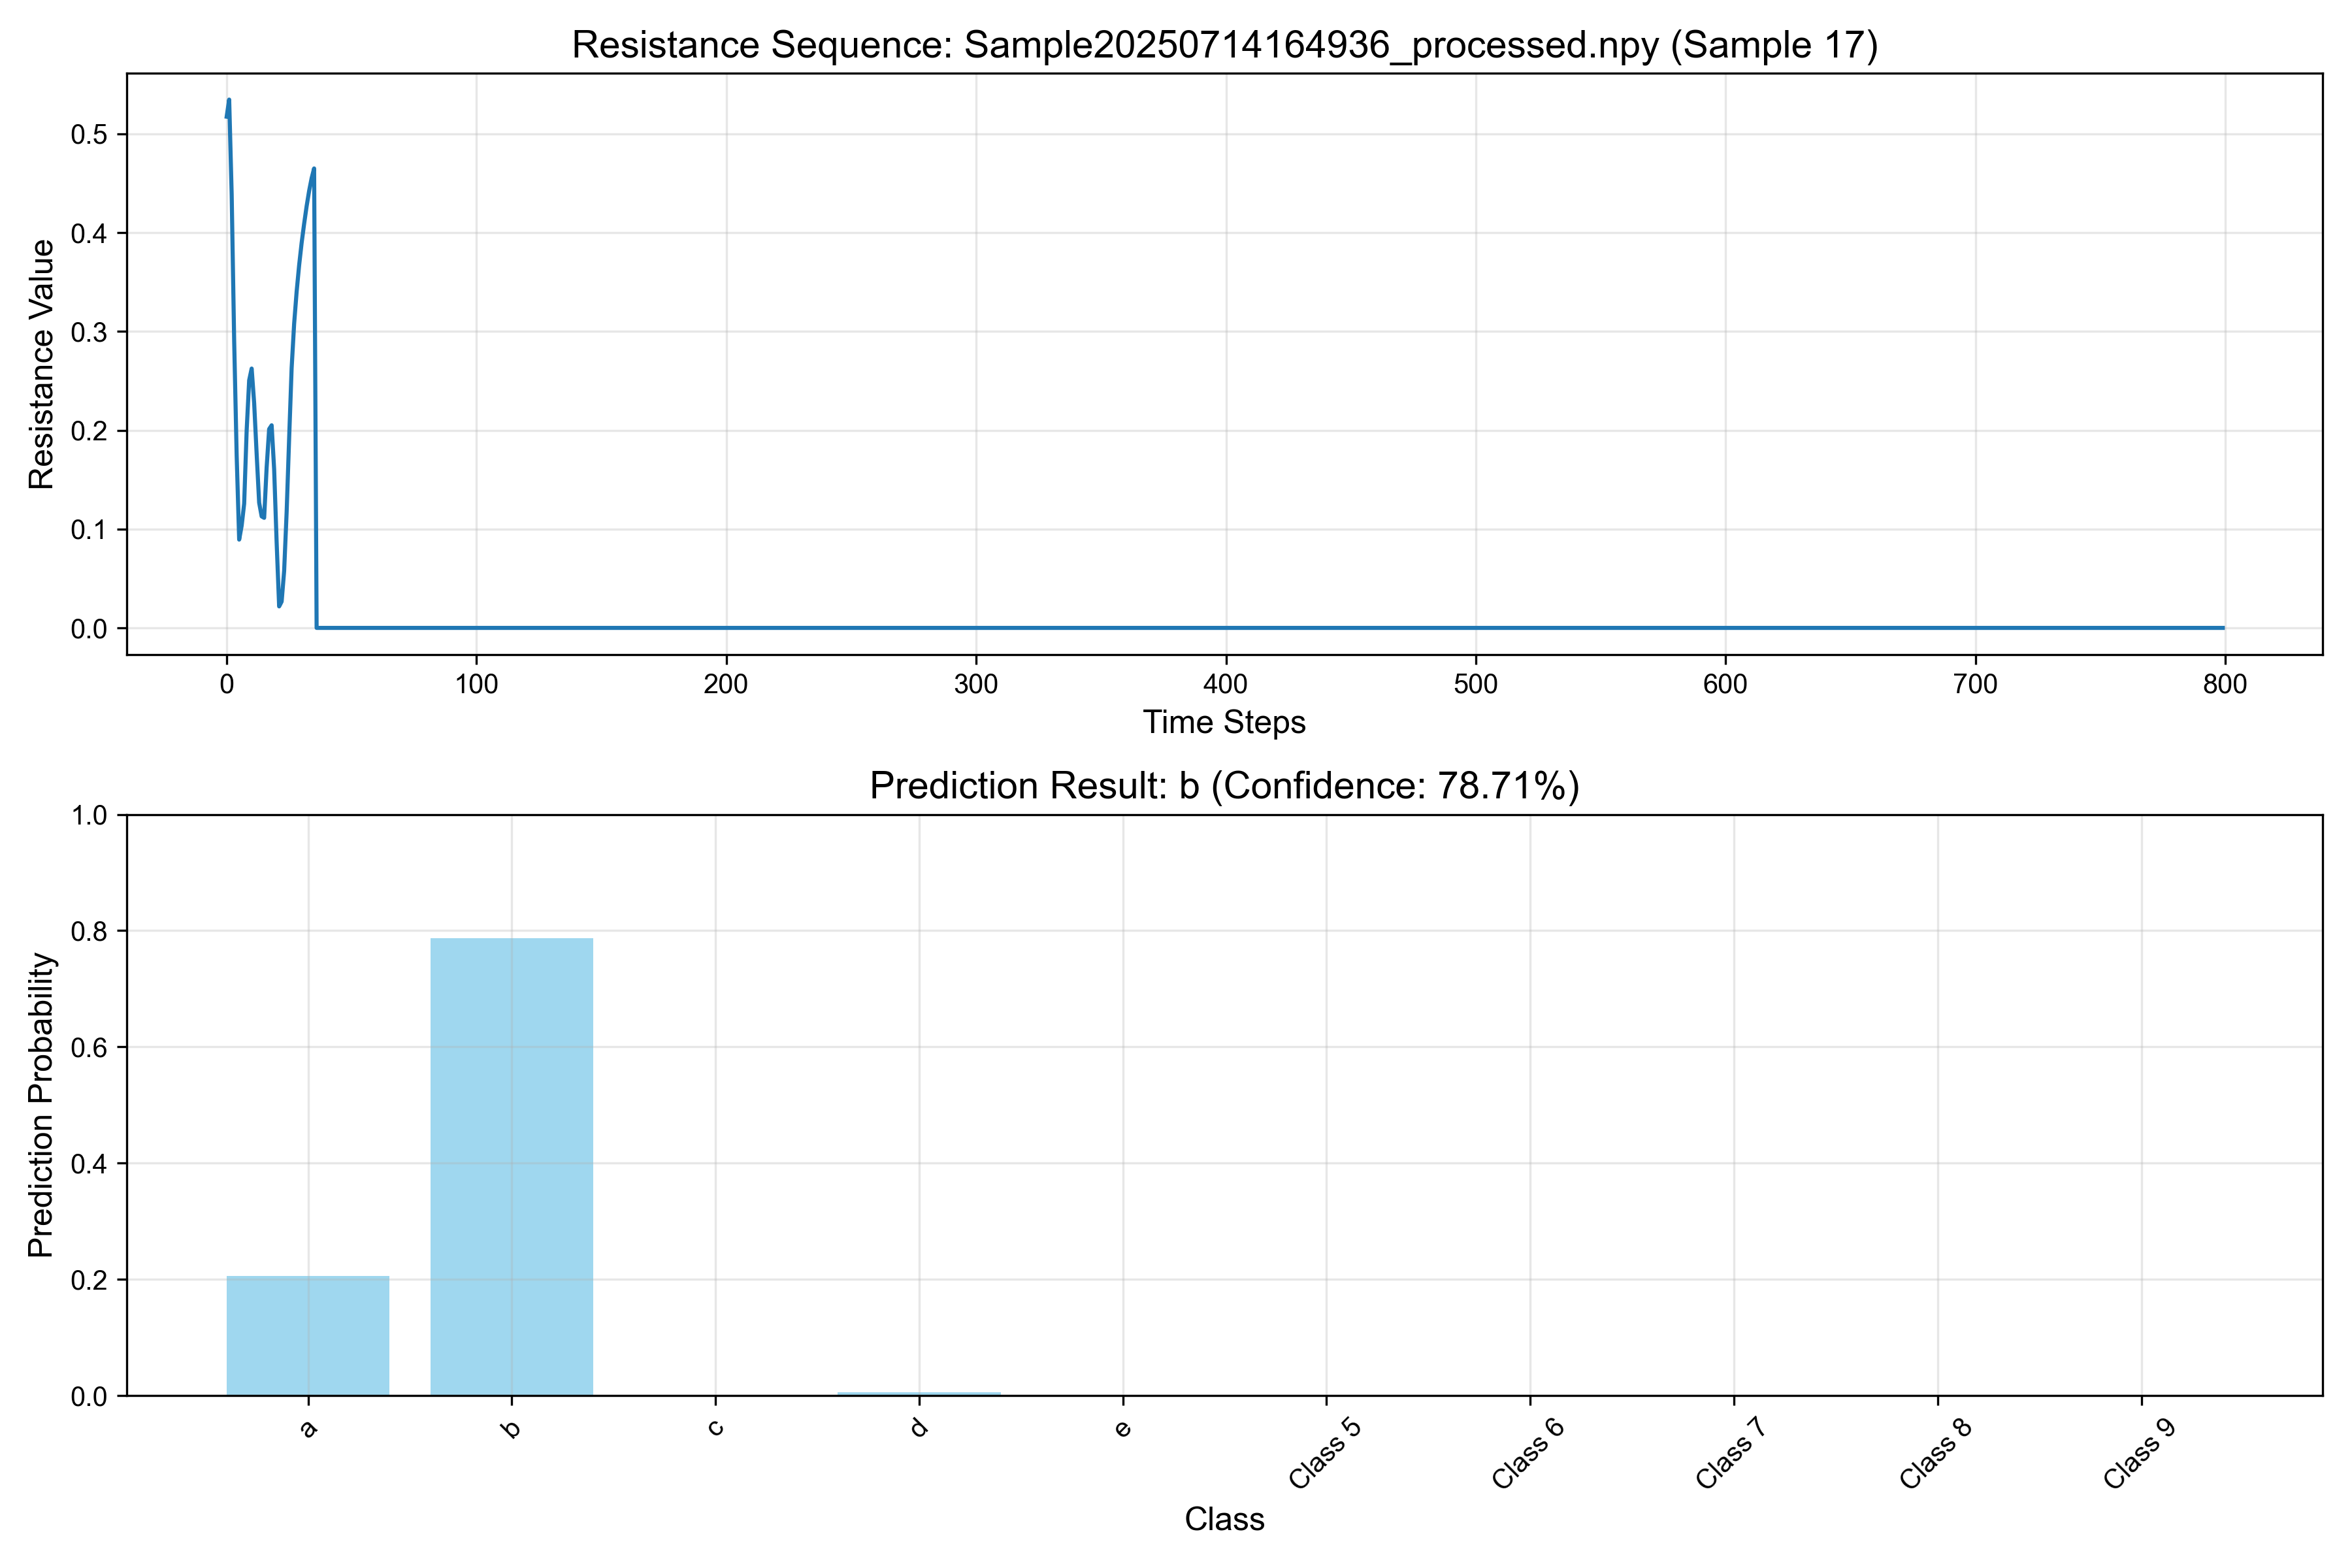 Resistance Sequence: Sample20250714164936_processed.npy (Sample 17)
Resistance Value
0.5
0.4
0.3
0.2
0.1
0.0
0 100 200 300 400 500 600 700 800
Time Steps
Prediction Result: b (Confidence: 78.71%)
Prediction Probability
1.0
0.8
0.6
0.4
0.2
0.0
a b c d e Class 5 Class 6 Class 7 Class 8 Class 9
Class